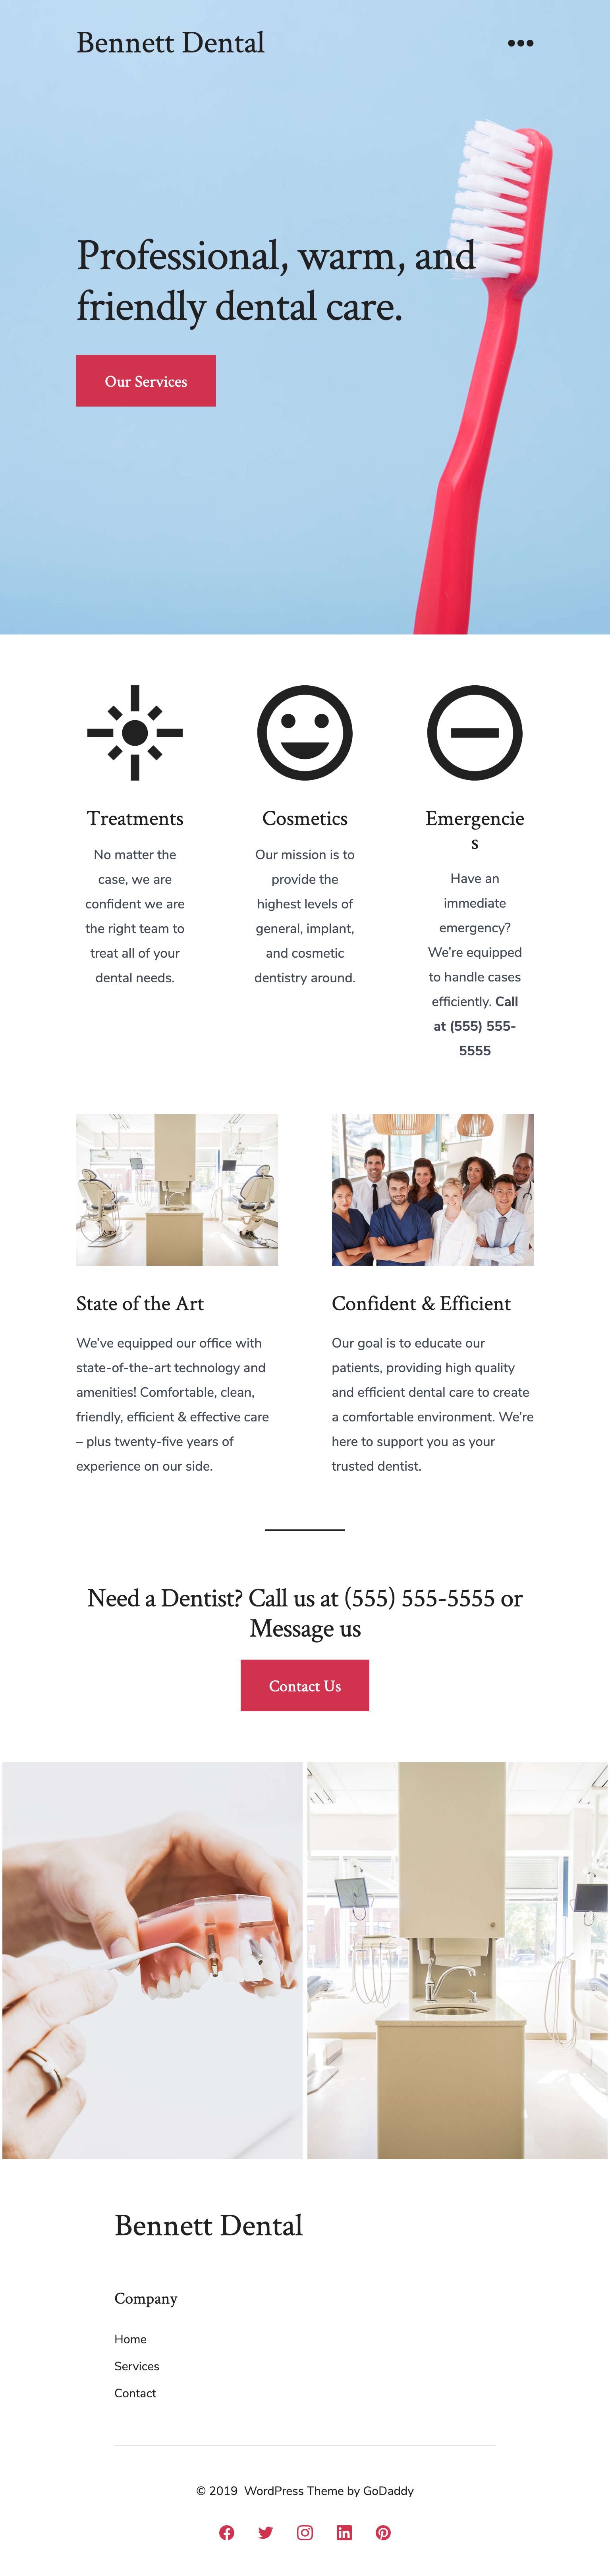 Bennett Dental
Professional, warm, and
friendly dental care.
Our Services
Treatments
No matter the
case, we are
confident we are
the right team to
treat all of your
dental needs.
Cosmetics
Our mission is to
provide the
highest levels of
general, implant,
and cosmetic
dentistry around.
Emergencie
s
Have an
immediate
emergency?
We’re equipped
to handle cases
efficiently. Call
at (555) 555-
5555
State of the Art
We’ve equipped our office with
state-of-the-art technology and
amenities! Comfortable, clean,
friendly, efficient & effective care
– plus twenty-five years of
experience on our side.
Confident & Efficient
Our goal is to educate our
patients, providing high quality
and efficient dental care to create
a comfortable environment. We’re
here to support you as your
trusted dentist.
Need a Dentist? Call us at (555) 555-5555 or
Message us
Contact Us
Bennett Dental
Company
Home
Services
Contact
© 2019 WordPress Theme by GoDaddy